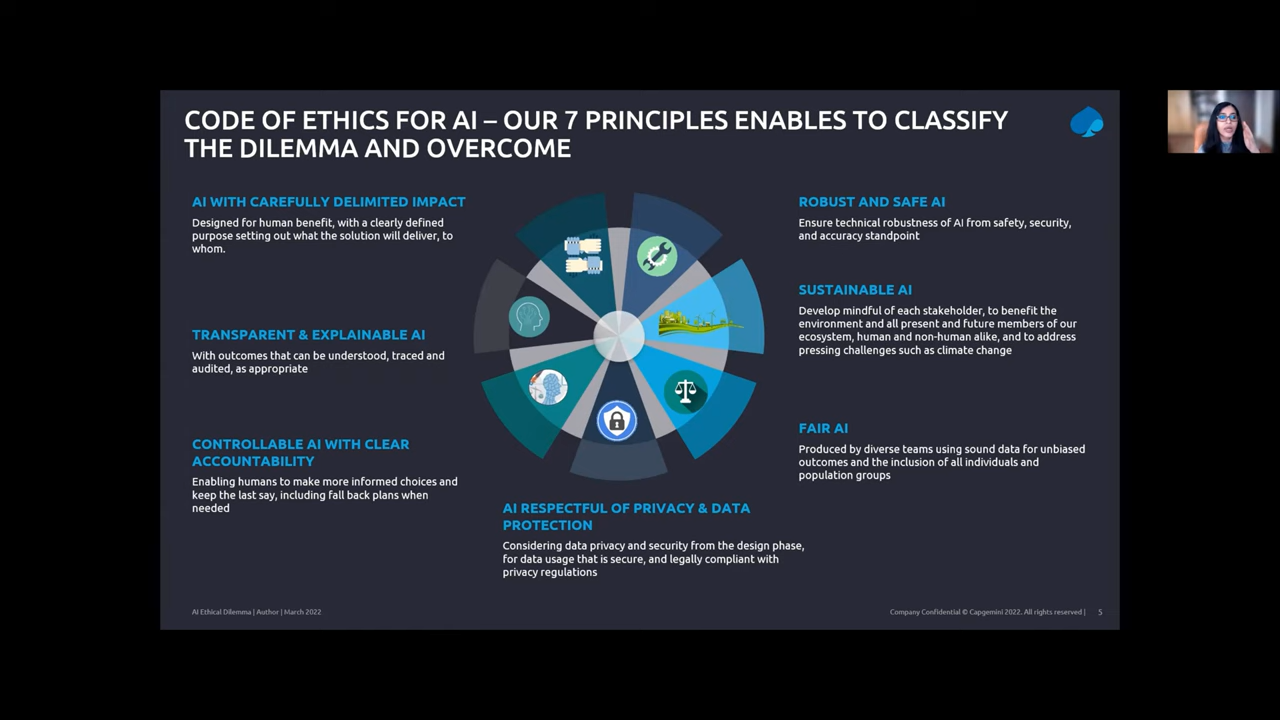 CODE OF ETHICS FOR AI – OUR 7 PRINCIPLES ENABLES TO CLASSIFY
THE DILEMMA AND OVERCOME
AI WITH CAREFULLY DELIMITED IMPACT
Designed for human benefit, with a clearly defined
purpose setting out what the solution will deliver, to
whom.
TRANSPARENT & EXPLAINABLE AI
With outcomes that can be understood, traced and
audited, as appropriate
CONTROLLABLE AI WITH CLEAR
ACCOUNTABILITY
Enabling humans to make more informed choices and
keep the last say, including fall back plans when
needed
AI RESPECTFUL OF PRIVACY & DATA
PROTECTION
Considering data privacy and security from the design phase,
for data usage that is secure, and legally compliant with
privacy regulations
ROBUST AND SAFE AI
Ensure technical robustness of AI from safety, security,
and accuracy standpoint
SUSTAINABLE AI
Develop mindful of each stakeholder, to benefit the
environment and all present and future members of our
ecosystem, human and non-human alike, and to address
pressing challenges such as climate change
FAIR AI
Produced by diverse teams using sound data for unbiased
outcomes and the inclusion of all individuals and
population groups
AI Ethical Dilemma | Author | March 2022
Company Confidential © Capgemini 2022. All rights reserved | 5